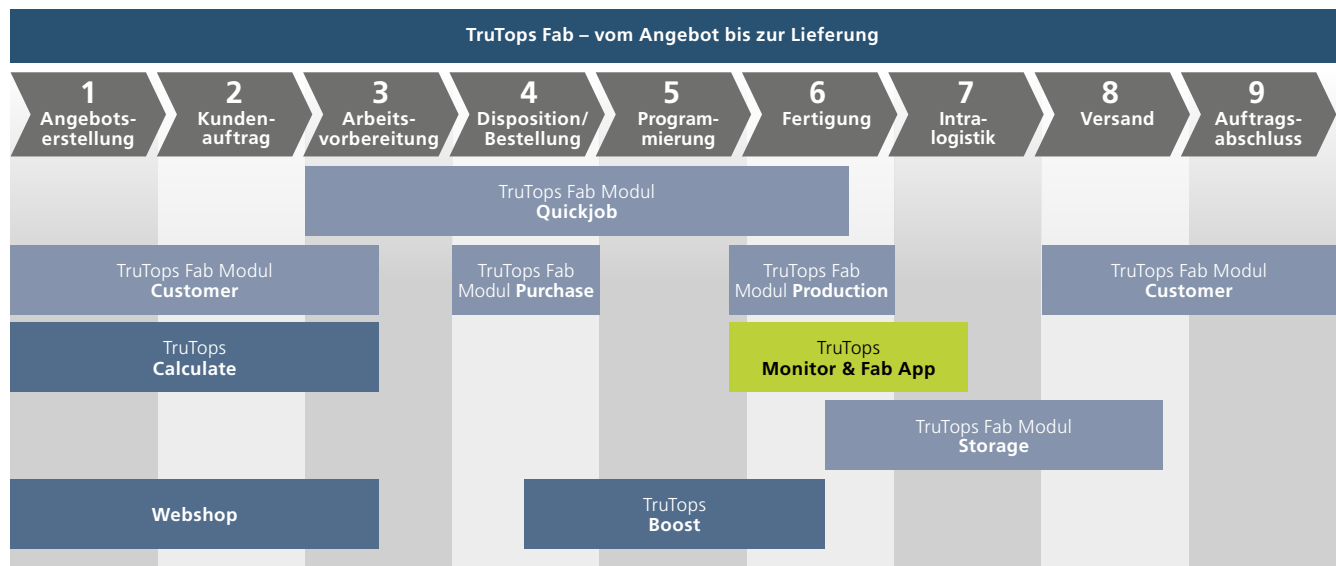 TruTops Fab – vom Angebot bis zur Lieferung
1
Angebots-
erstellung
2
Kunden-
auftrag
3
Arbeits-
vorbereitung
4
Disposition/
Bestellung
5
Program-
mierung
6
Fertigung
7
Intra-
logistik
8
Versand
9
Auftrags-
abschluss
TruTops Fab Modul
Quickjob
TruTops Fab Modul
Customer
TruTops Fab
Modul Purchase
TruTops Fab
Modul Production
TruTops Fab Modul
Customer
TruTops
Calculate
TruTops
Monitor & Fab App
TruTops Fab Modul
Storage
Webshop
TruTops
Boost